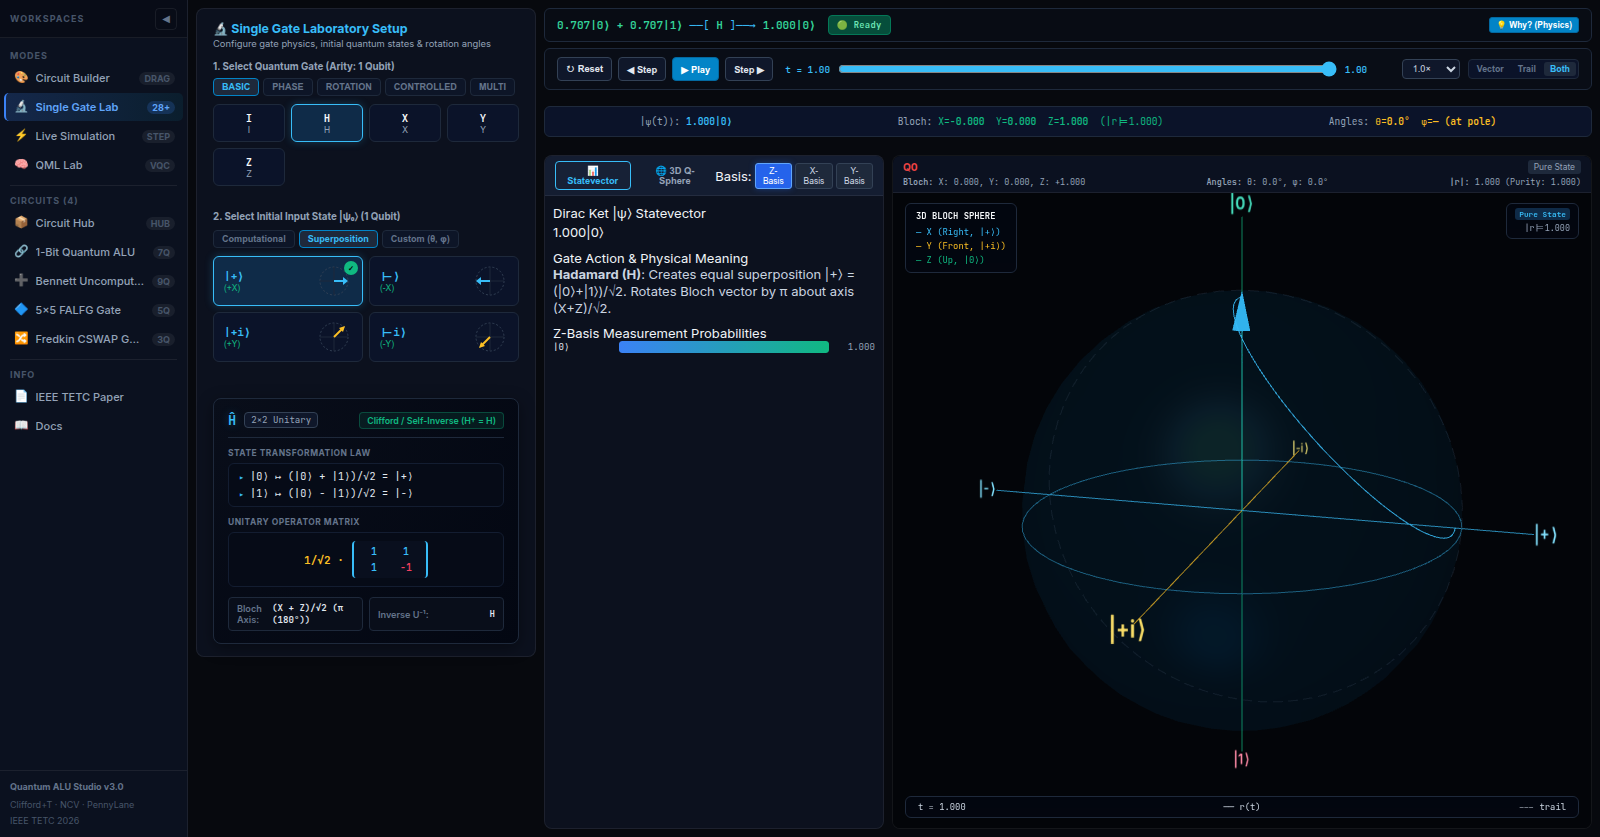 WORKSPACES
◀
MODES
Circuit Builder DRAG
Single Gate Lab 28+
Live Simulation STEP
QML Lab VQC
CIRCUITS (4)
Circuit Hub HUB
1-Bit Quantum ALU 7Q
Bennett Uncomput... 9Q
5×5 FALFG Gate 5Q
Fredkin CSWAP G... 3Q
INFO
IEEE TETC Paper
Docs
Quantum ALU Studio v3.0
Clifford+T · NCV · PennyLane
IEEE TETC 2026
Single Gate Laboratory Setup
Configure gate physics, initial quantum states & rotation angles
1. Select Quantum Gate (Arity: 1 Qubit)
BASIC PHASE ROTATION CONTROLLED MULTI
I H X Y
I H X Y
Z
Z
2. Select Initial Input State |ψ₀⟩ (1 Qubit)
Computational Superposition Custom (θ, φ)
|+⟩ |−⟩
(+X) (-X)
|+i⟩ |−i⟩
(+Y) (-Y)
Ĥ 2×2 Unitary Clifford / Self-Inverse (H† = H)
STATE TRANSFORMATION LAW
▸ |0⟩ ↦ (|0⟩ + |1⟩)/√2 = |+⟩
▸ |1⟩ ↦ (|0⟩ - |1⟩)/√2 = |-⟩
UNITARY OPERATOR MATRIX
1/√2 ·
1 1
1 -1
Bloch Axis: (X + Z)/√2 (π (180°))
Inverse U⁻¹: H
0.707|0⟩ + 0.707|1⟩ ──[ H ]──→ 1.000|0⟩ Ready
Why? (Physics)
↻ Reset ◀ Step ▶ Play Step ▶ t = 1.00 1.00 1.0× Vector Trail Both
|ψ(t)⟩: 1.000|0⟩ Bloch: X=-0.000 Y=0.000 Z=1.000 (|r|=1.000) Angles: θ=0.0° φ=— (at pole)
Statevector 3D Q-Sphere Basis: Z-Basis X-Basis Y-Basis
Dirac Ket |ψ⟩ Statevector
1.000|0⟩
Gate Action & Physical Meaning
Hadamard (H): Creates equal superposition |+⟩ =
(|0⟩+|1⟩)/√2. Rotates Bloch vector by π about axis
(X+Z)/√2.
Z-Basis Measurement Probabilities
|0⟩ 1.000
Q0 Pure State
Bloch: X: 0.000, Y: 0.000, Z: +1.000 Angles: θ: 0.0°, φ: 0.0° |r|: 1.000 (Purity: 1.000)
3D BLOCH SPHERE
— X (Right, |+⟩)
— Y (Front, |+i⟩)
— Z (Up, |0⟩)
Pure State
|r|=1.000
|0⟩
|-i⟩
|-⟩
|+⟩
|+i⟩
|1⟩
t = 1.000 ── r(t) --- trail